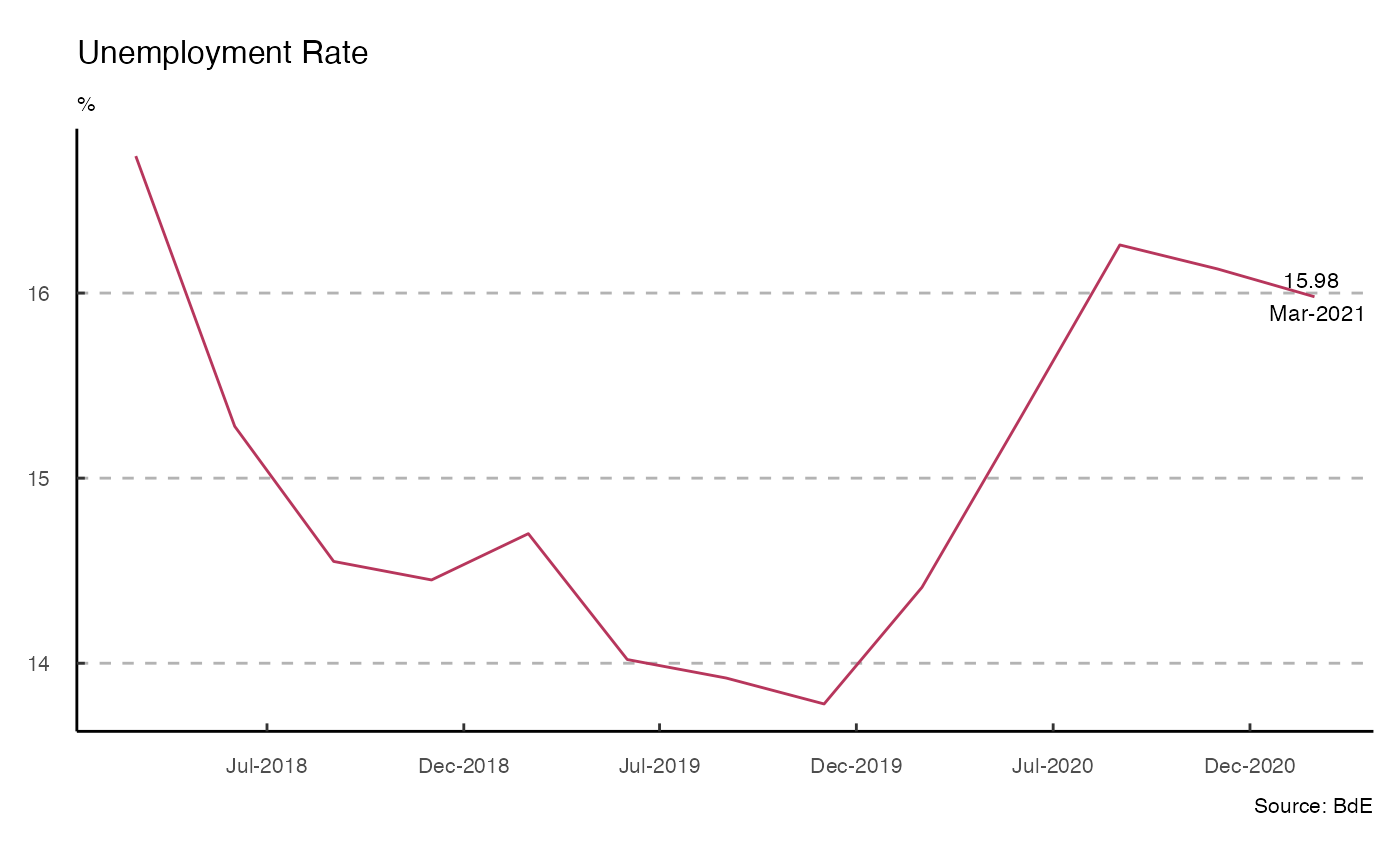 Unemployment Rate
%
16
15
14
15.98
Mar-2021
Jul-2018 Dec-2018 Jul-2019 Dec-2019 Jul-2020 Dec-2020
Source: BdE